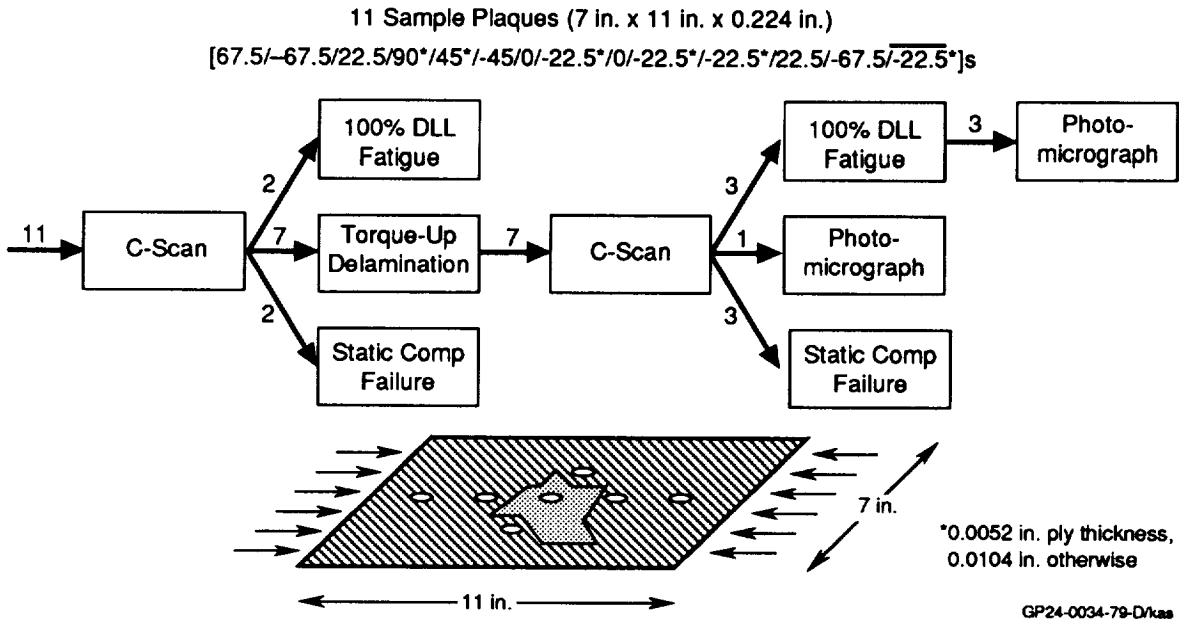 11 Sample Plaques (7 in. x 11 in. x 0.224 in.)
[67.5/–67.5/22.5/90*/45*/-45/0/-22.5*/0/-22.5*/-22.5*/22.5/-67.5/-22.5*]s
11
C-Scan
2
7
2
100% DLL
Fatigue
Torque-Up
Delamination
Static Comp
Failure
7
C-Scan
3
1
3
100% DLL
Fatigue
3
Photo-
micrograph
Photo-
micrograph
Static Comp
Failure
7 in.
11 in.
*0.0052 in. ply thickness,
0.0104 in. otherwise
GP24-0034-79-D/kas